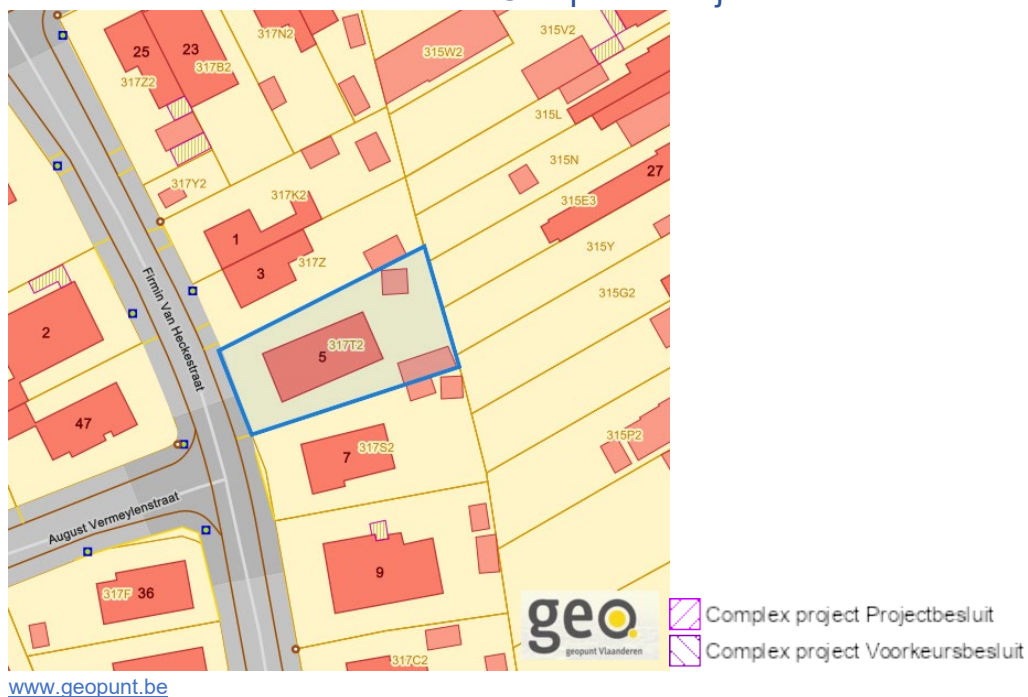 25
23
317N2
315V2
315W2
317Z2
317B2
315L
315N
27
317Y2
317K2
315E3
1
315Y
3
317Z
315G2
Firmin Van Heckestraat
2
5
317T2
47
7
317S2
315P2
August Vermeylenstraat
9
317F
36
317C2
geo
geopunt Vlaanderen
Complex project Projectbesluit
Complex project Voorkeursbesluit
www.geopunt.be